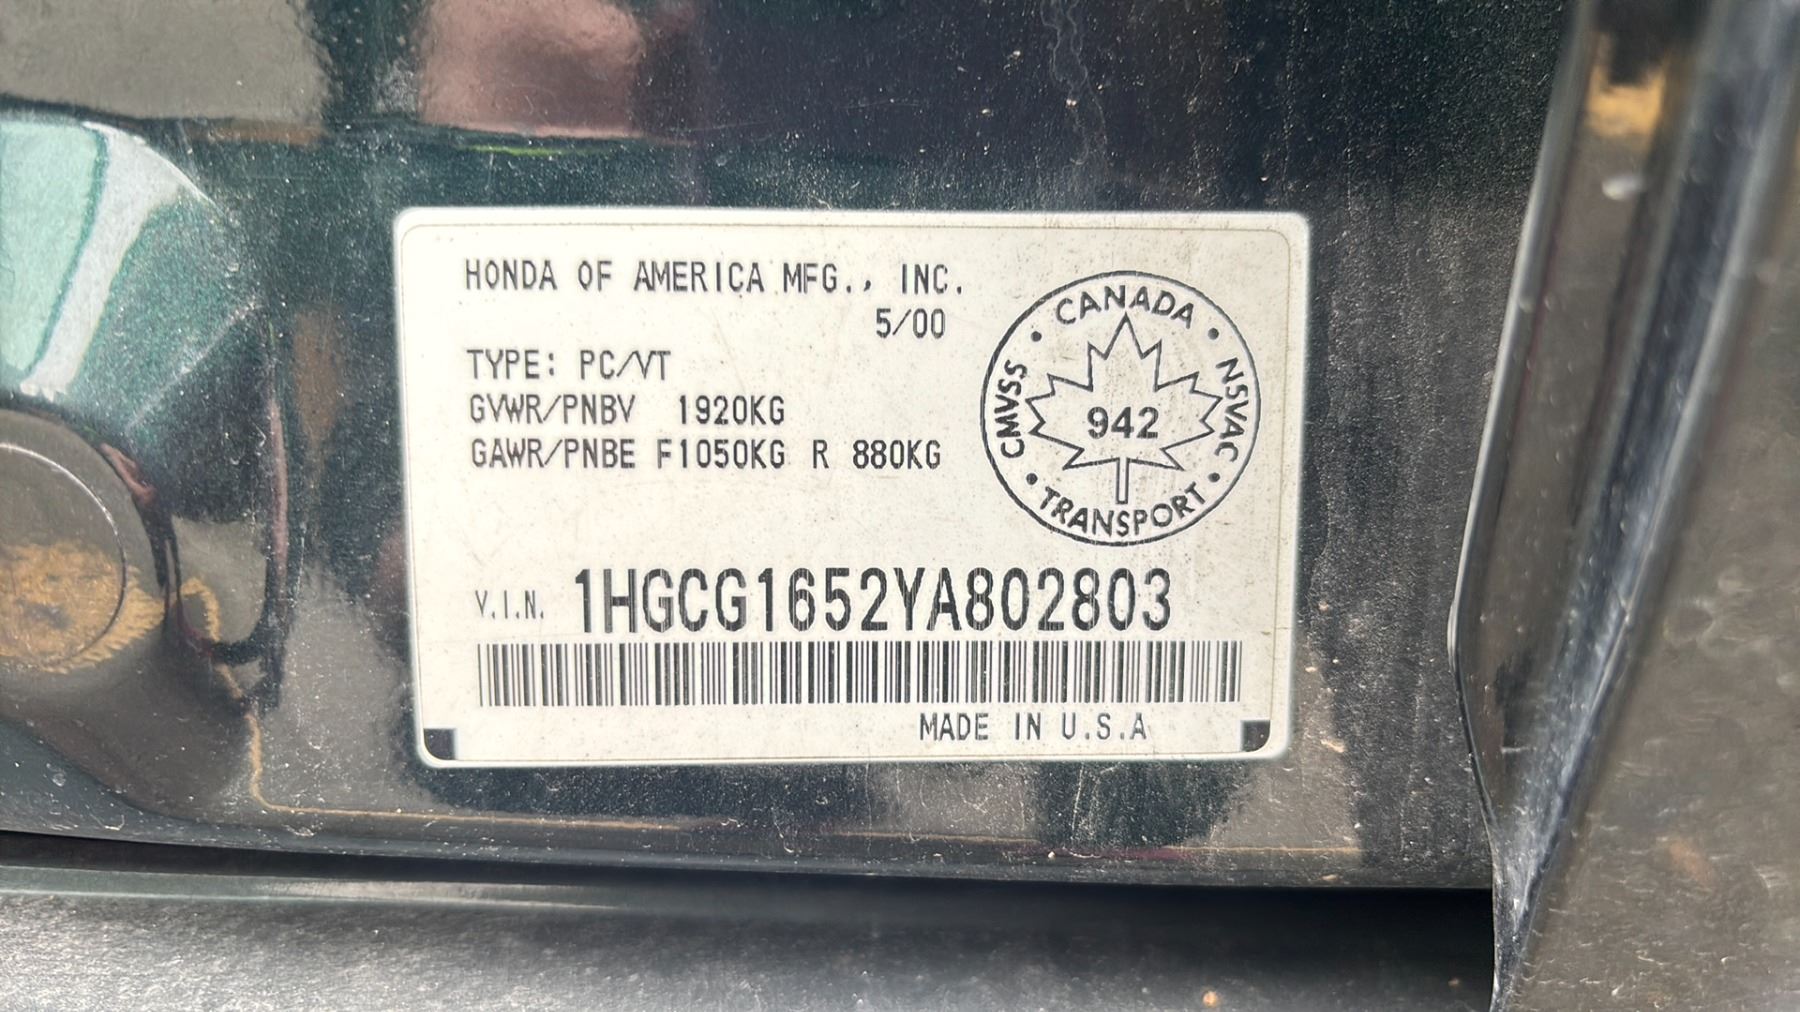 HONDA OF AMERICA MFG., INC.
5/00
TYPE: PC/VT
GVWR/PNBV 1920KG
GAWR/PNBE F1050KG R 880KG
CANADA
CMVSS
942
NSVAC
TRANSPORT
V.I.N. 1HGCG1652YA802803
MADE IN U.S.A